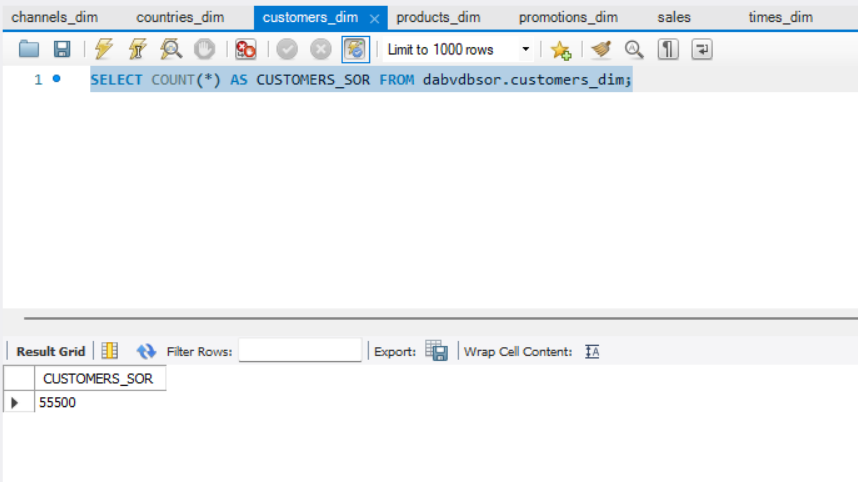 channels_dim countries_dim customers_dim × products_dim promotions_dim sales times_dim
Limit to 1000 rows
1 SELECT COUNT(*) AS CUSTOMERS_SOR FROM dabvdbsor.customers_dim;
Result Grid Filter Rows: Export: Wrap Cell Content:
CUSTOMERS_SOR
55500